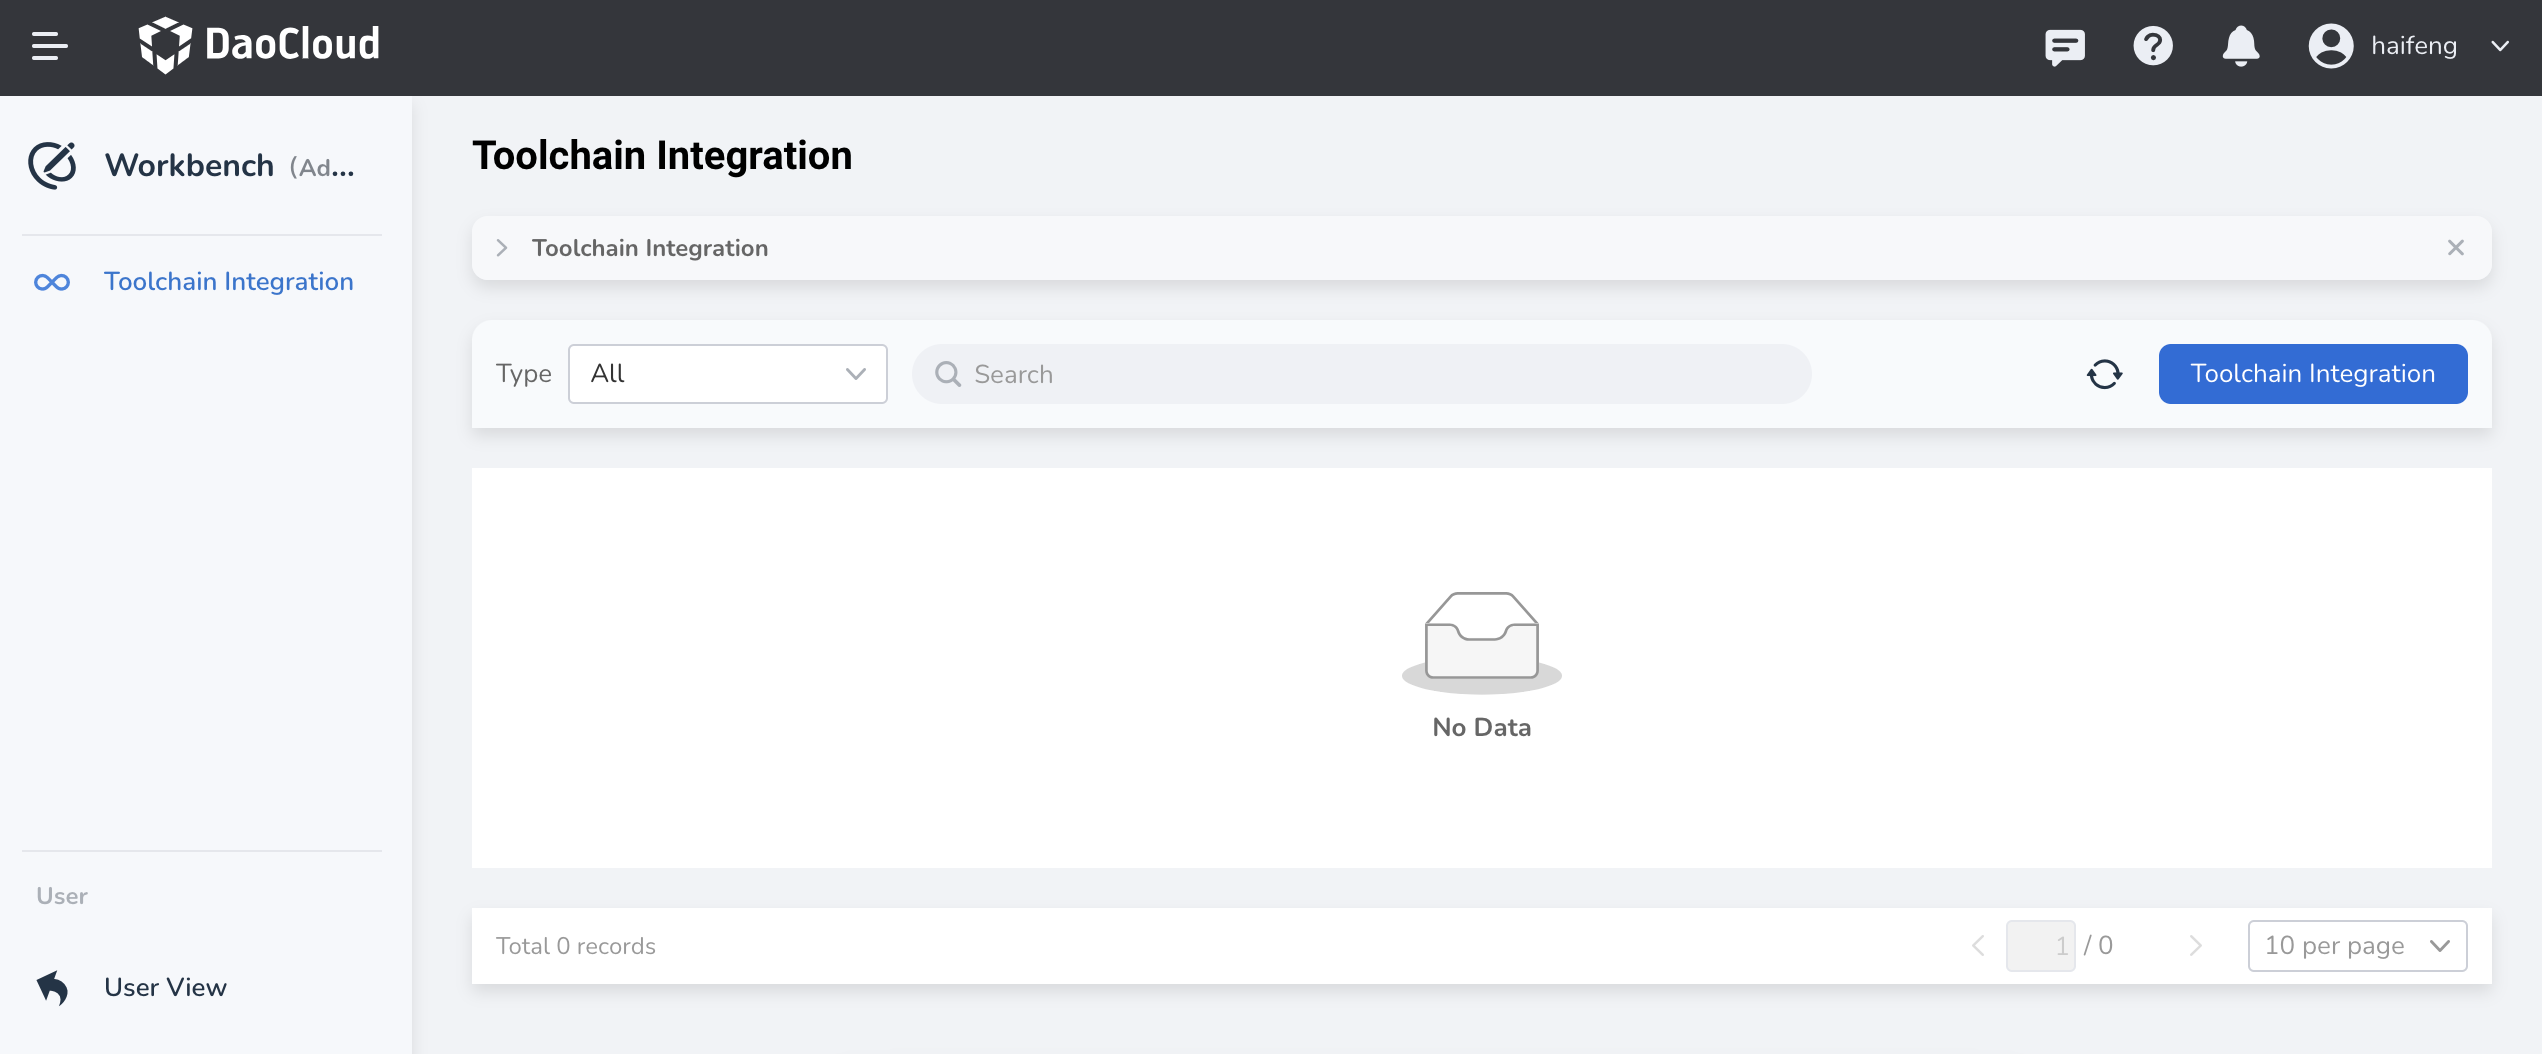 DaoCloud
haifeng
Workbench (Ad...
Toolchain Integration
User
User View
Toolchain Integration
Toolchain Integration
Type All Search Toolchain Integration
No Data
Total 0 records 1 / 0 10 per page